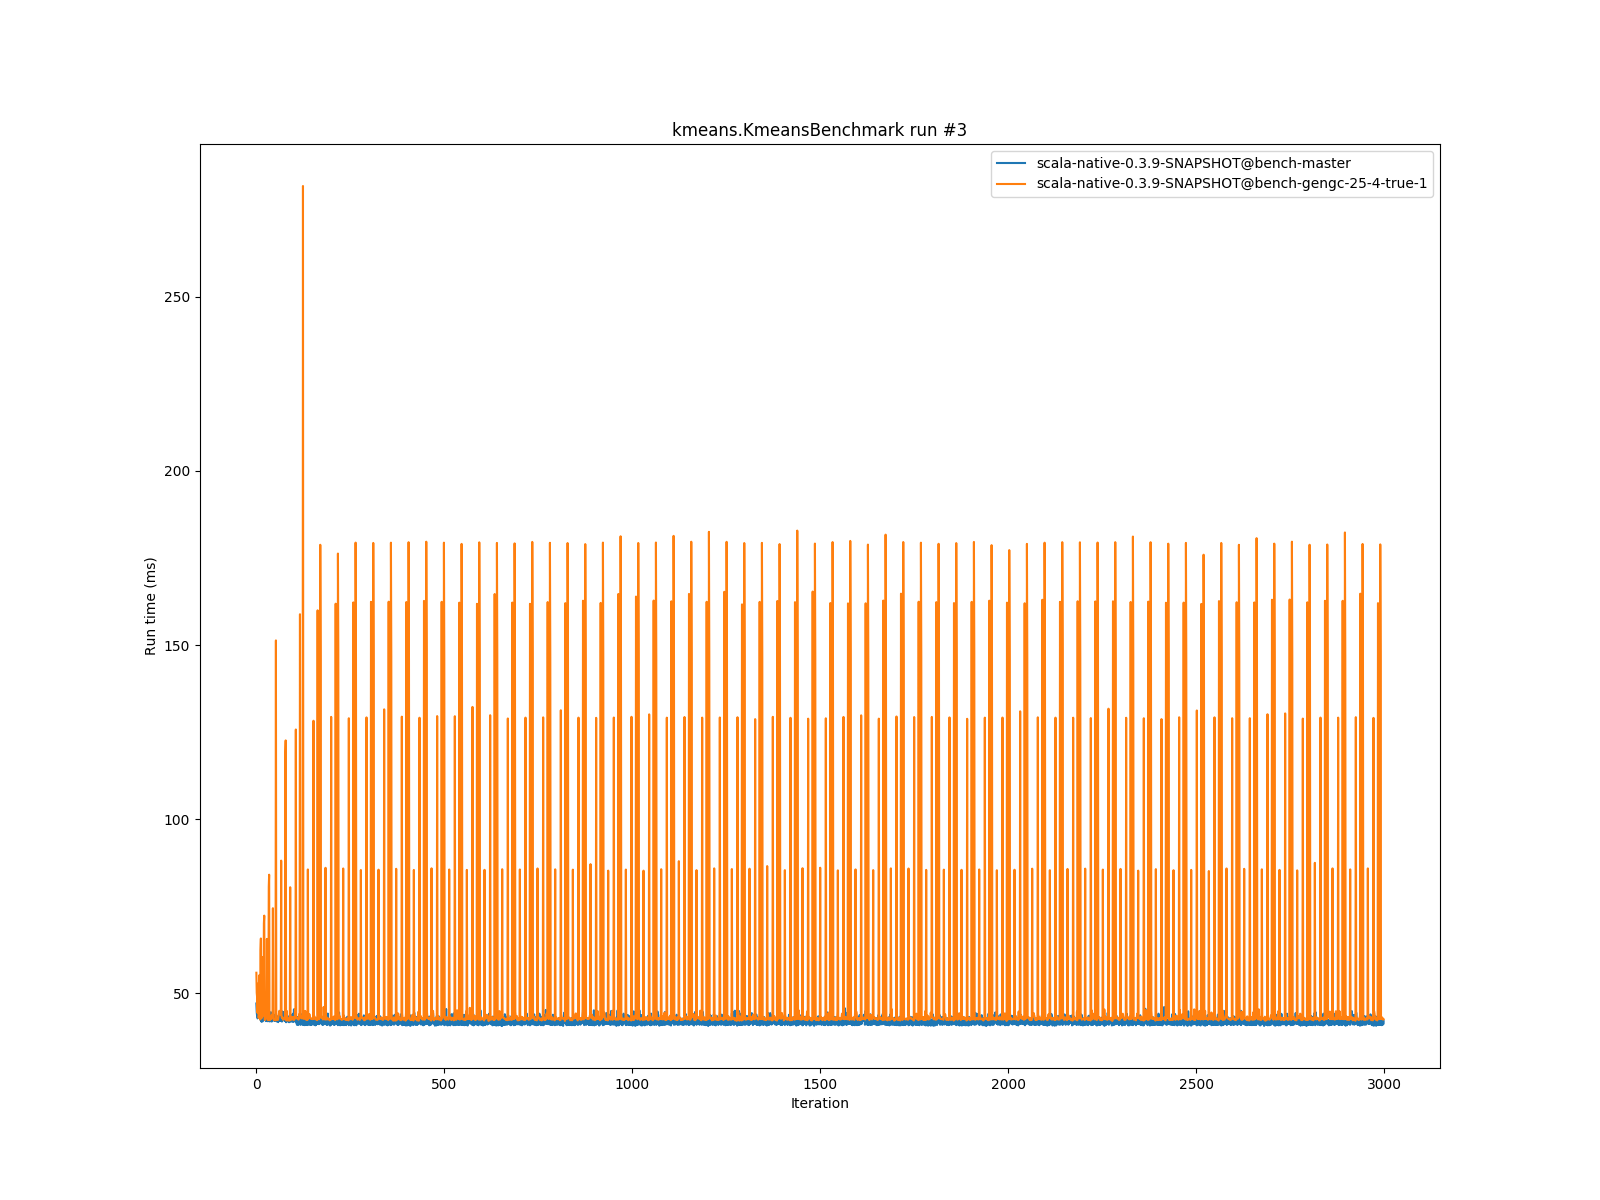 kmeans.KmeansBenchmark run #3
scala-native-0.3.9-SNAPSHOT@bench-master
scala-native-0.3.9-SNAPSHOT@bench-gengc-25-4-true-1
Run time (ms)
250
200
150
100
50
0
500
1000
1500
2000
2500
3000
Iteration